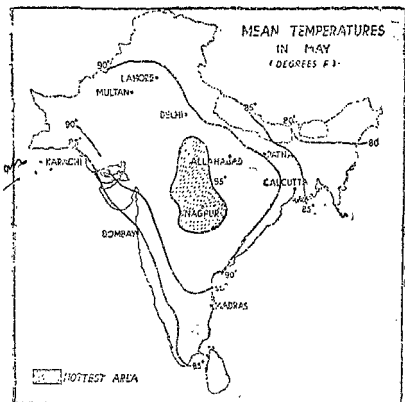 MEAN TEMPERATURES
IN MAY
(DEGREES F)
90°
LAHORE
MULTAN
DELHI
85°
80°
80
90°
KARACHI
ALLAHABAD
PATNA
95°
CALCUTTA
NAGPUR
85°
BOMBAY
90°
MADRAS
85°
HOTTEST AREA